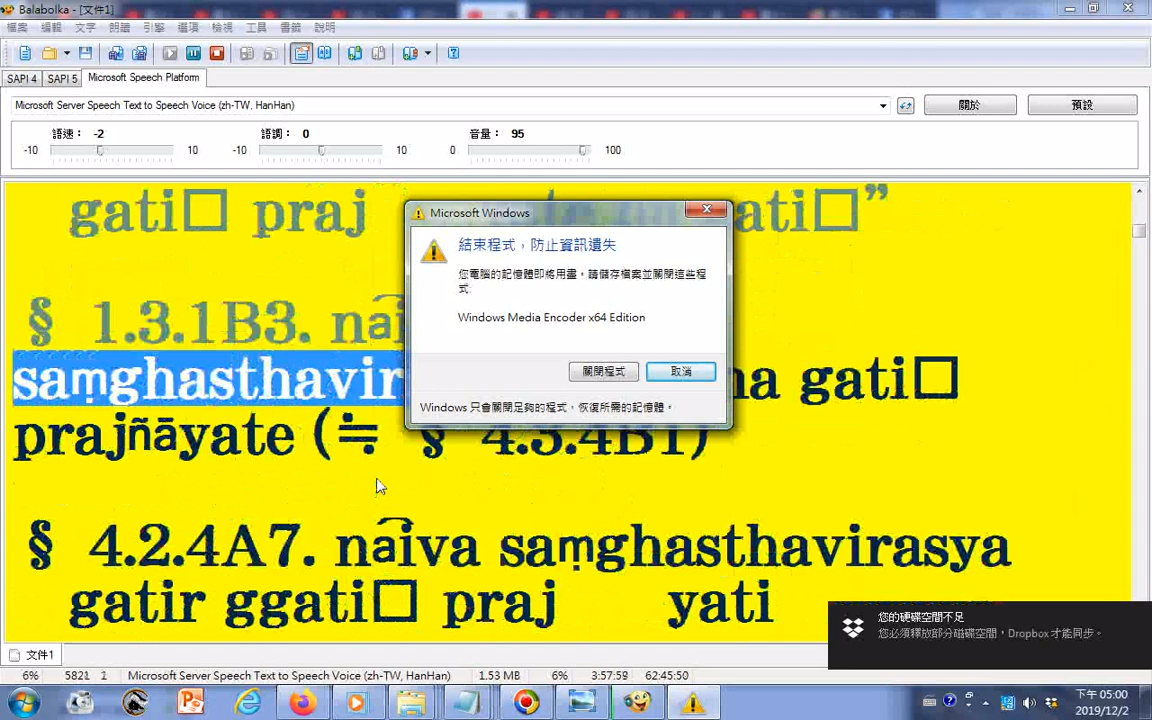 Balabolka - [文件1]
檔案 編輯 文字 朗讀 引擎 選項 檢視 工具 書籤 說明
SAPI 4 SAPI 5 Microsoft Speech Platform
Microsoft Server Speech Text to Speech Voice (zh-TW, HanHan) 關於 預設
語速： -2 語調： 0 音量： 95
-10 10 -10 10 0 100
gati□ praj ati□”
§ 1.3.1B3. nai
saṃghasthavir na gati□
prajñāyate (≒ § 4.3.4B1)
§ 4.2.4A7. naiva saṃghasthavirasya
gatir ggati□ praj yati
Microsoft Windows
結束程式，防止資訊遺失
您電腦的記憶體即將用盡。請儲存檔案並關閉這些程
式:
Windows Media Encoder x64 Edition
關閉程式 取消
Windows 只會關閉足夠的程式，恢復所需的記憶體。
您的硬碟空間不足
您必須釋放部分磁碟空間，Dropbox 才能同步。
文件1
6% 5821 1 Microsoft Server Speech Text to Speech Voice (zh-TW, HanHan) 1.53 MB 6% 3:57:59 62:45:50
下午 05:00
2019/12/2